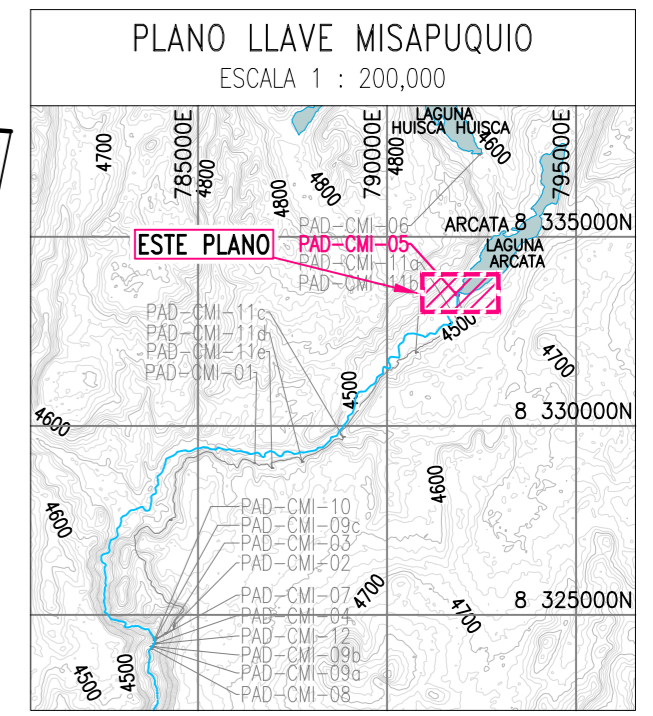 PLANO LLAVE MISAPUQUIO
ESCALA 1 : 200,000
LAGUNA
HUISCA HUISCA
4700
785000E
4800
4800
4800
790000E
4800
4600
795000E
PAD-CMI-06
ARCATA
8 335000N
ESTE PLANO
PAD-CMI-05
LAGUNA
ARCATA
PAD-CMI-11a
PAD-CMI-11b
PAD-CMI-11c
PAD-CMI-11d
PAD-CMI-11e
PAD-CMI-01
4500
4700
4500
4600
8 330000N
4600
4600
PAD-CMI-10
PAD-CMI-09c
PAD-CMI-03
PAD-CMI-02
PAD-CMI-07
PAD-CMI-04
PAD-CMI-12
PAD-CMI-09b
PAD-CMI-09a
PAD-CMI-08
4700
4700
8 325000N
4500
4500